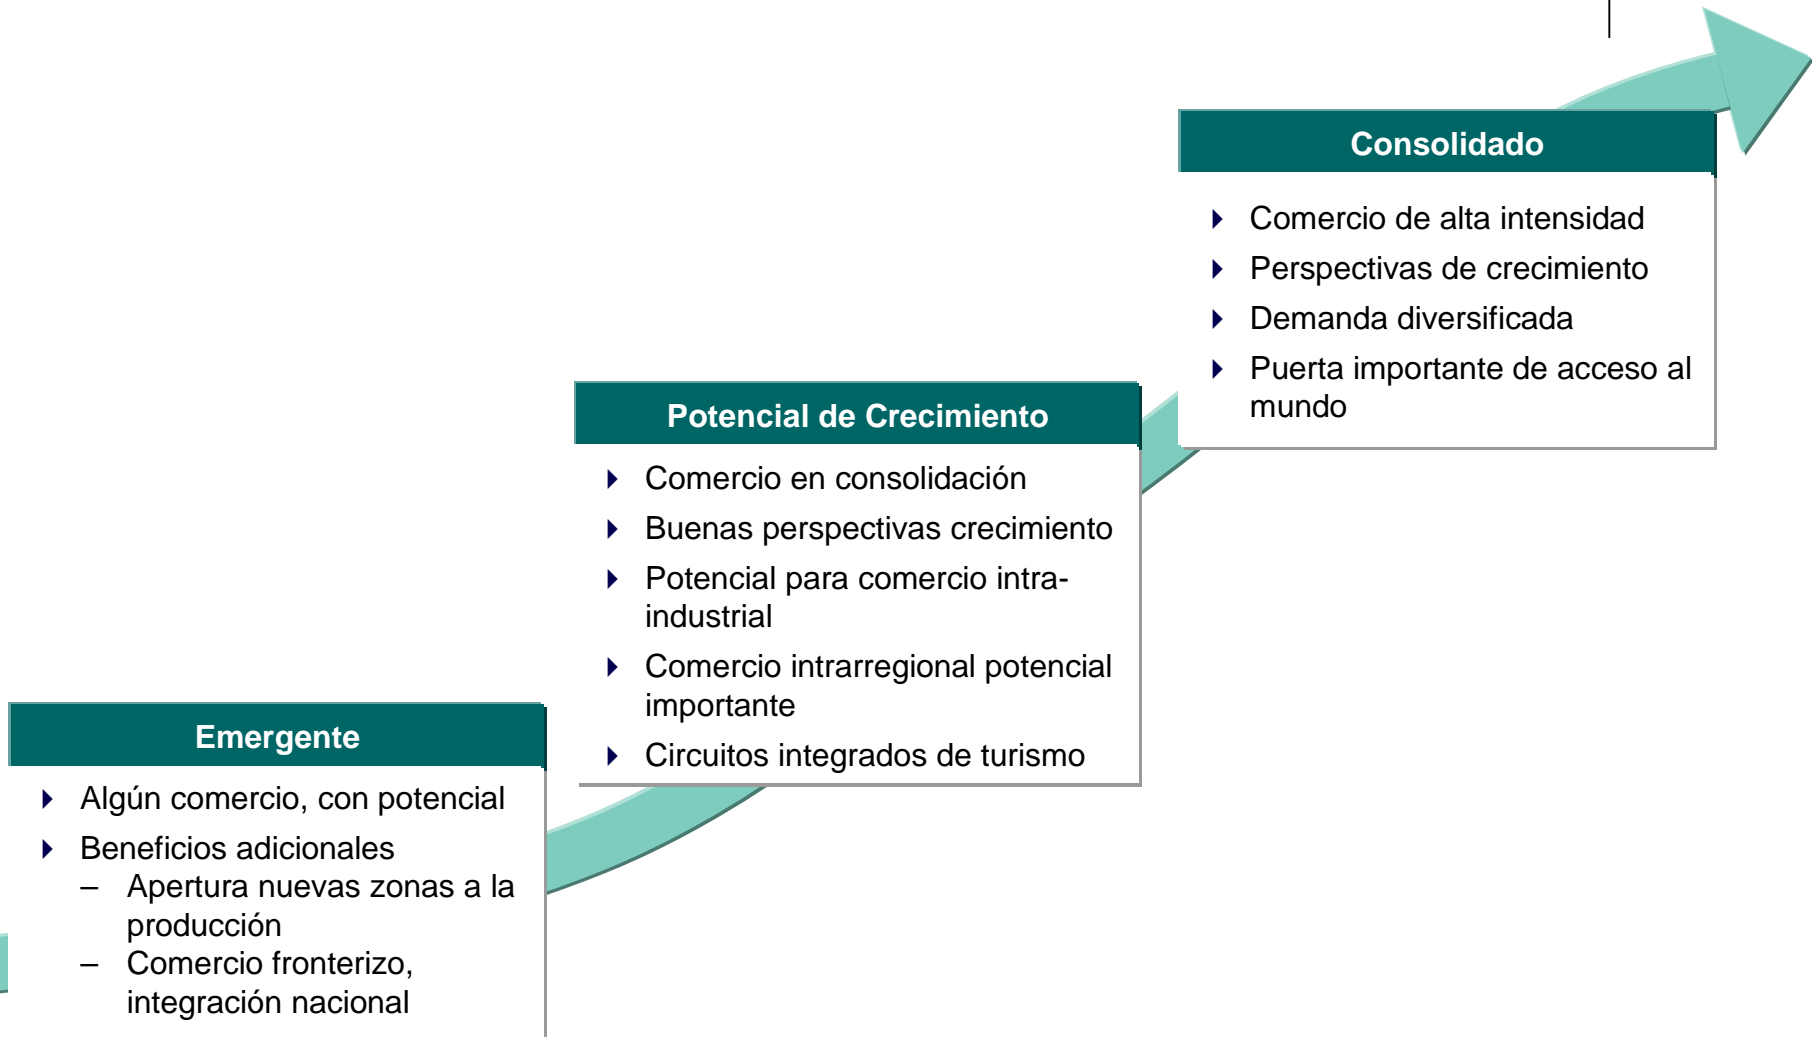 Consolidado
Comercio de alta intensidad
Perspectivas de crecimiento
Demanda diversificada
Puerta importante de acceso al
mundo
Potencial de Crecimiento
Comercio en consolidación
Buenas perspectivas crecimiento
Potencial para comercio intra-
industrial
Comercio intrarregional potencial
importante
Circuitos integrados de turismo
Emergente
Algún comercio, con potencial
Beneficios adicionales
– Apertura nuevas zonas a la
producción
– Comercio fronterizo,
integración nacional